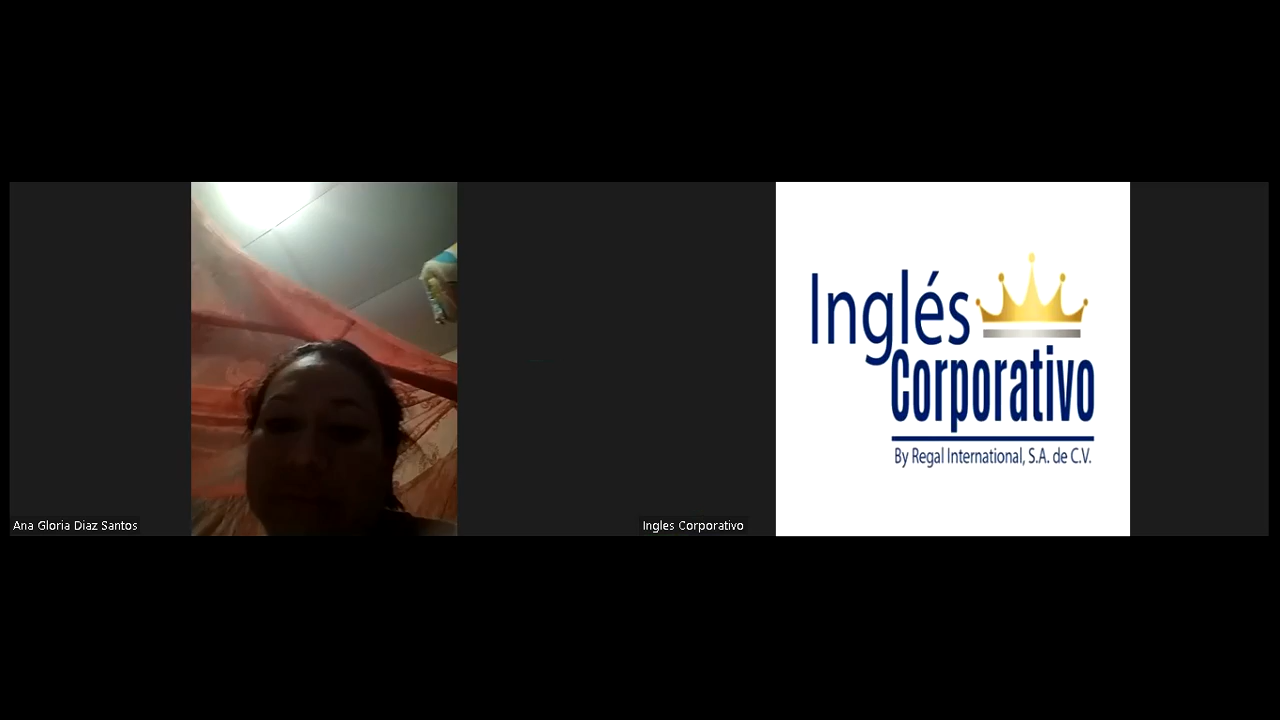 Inglés
Corporativo
By Regal International, S.A. de C.V.
Ana Gloria Diaz Santos
Ingles Corporativo